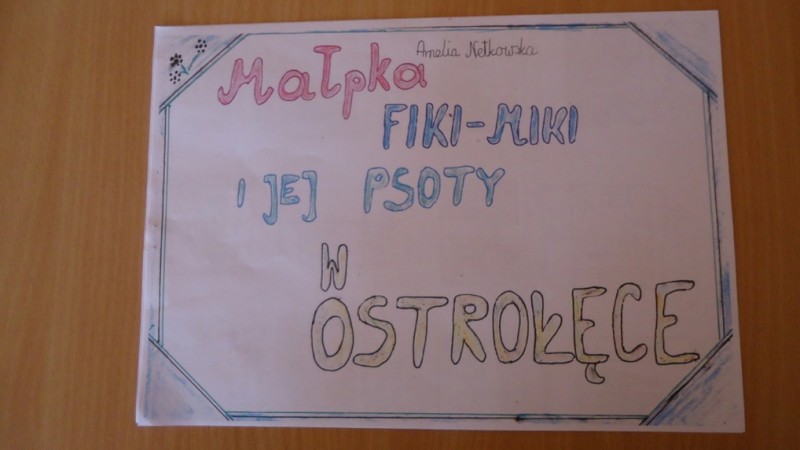 Amelia Netkowska
Małpka
FIKI-MIKI
I JEJ PSOTY
W
OSTROŁĘCE